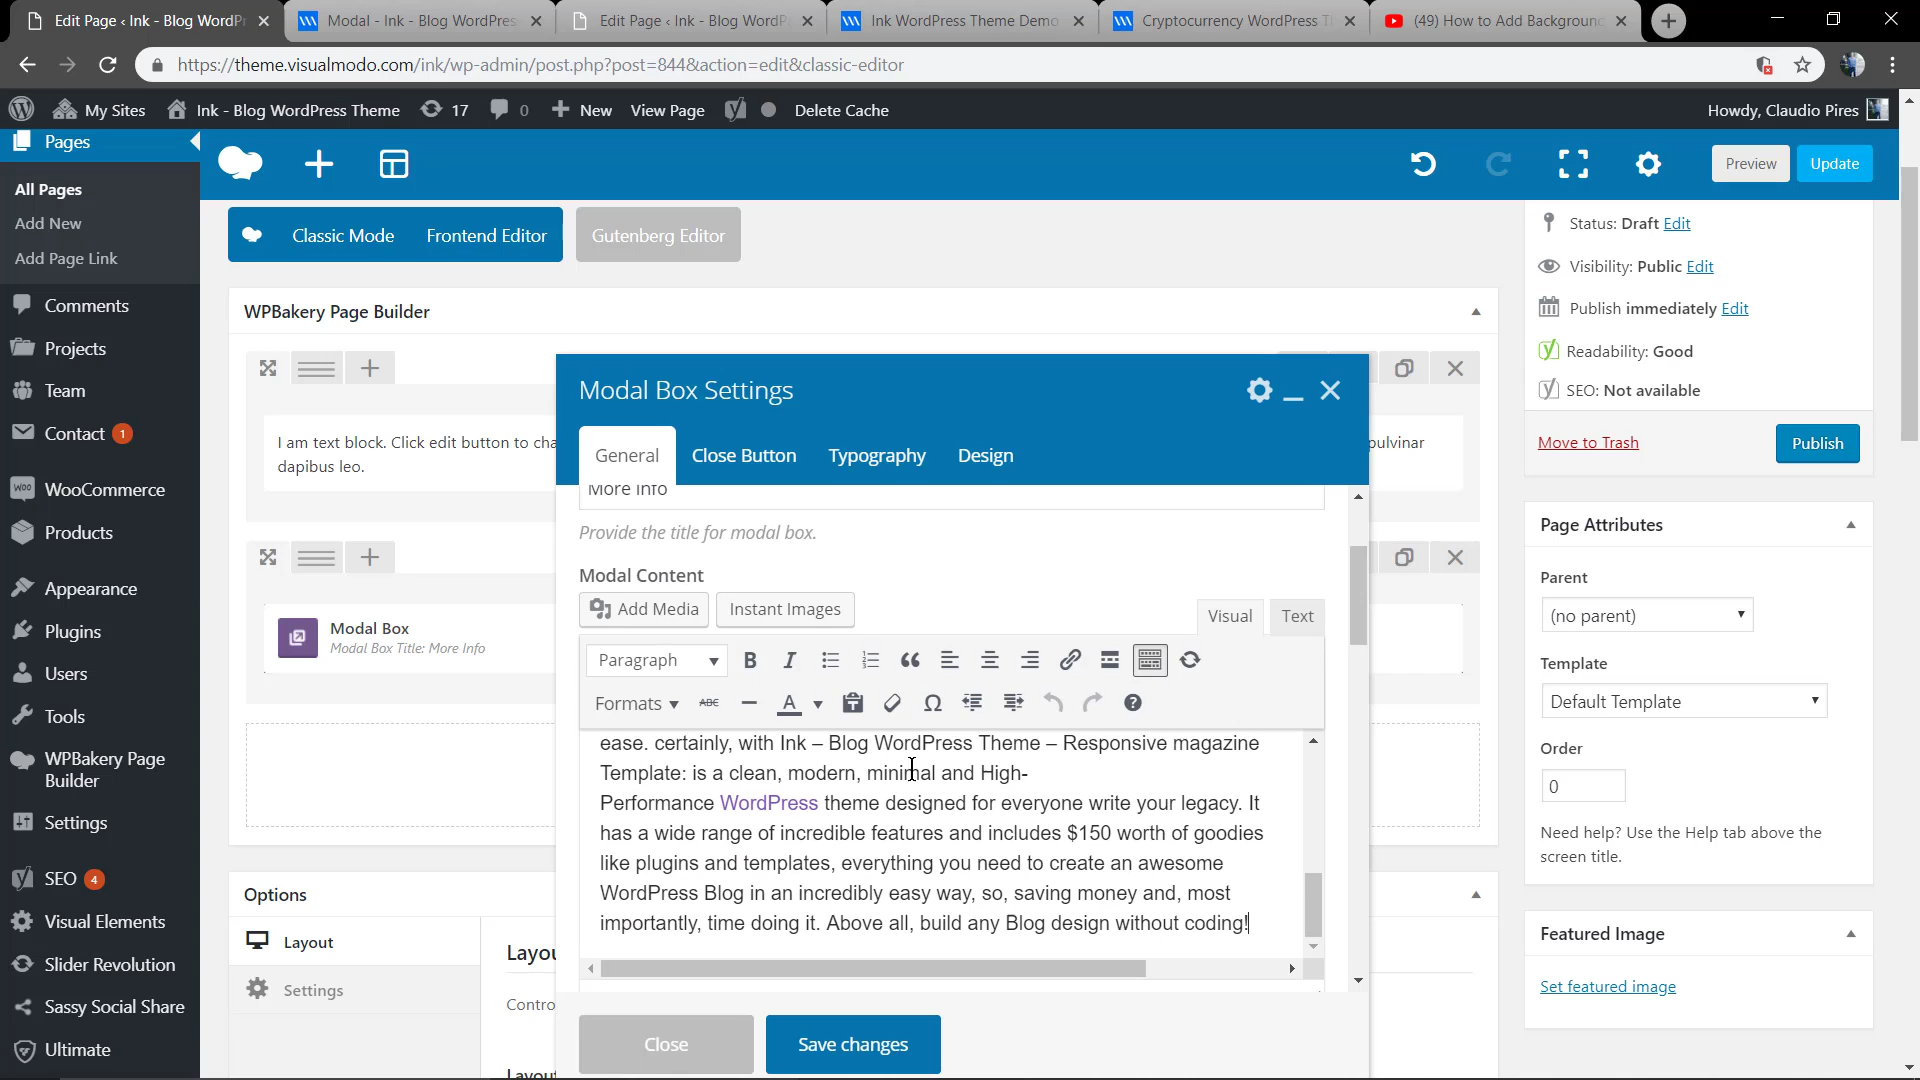 Edit Page ‹ Ink - Blog WordPr
Modal - Ink - Blog WordPress
Edit Page ‹ Ink - Blog WordP
Ink WordPress Theme Demo
Cryptocurrency WordPress T
(49) How to Add Background
https://theme.visualmodo.com/ink/wp-admin/post.php?post=844&action=edit&classic-editor
My Sites
Ink - Blog WordPress Theme
17
0
New
View Page
Delete Cache
Howdy, Claudio Pires
Pages
All Pages
Add New
Add Page Link
Comments
Projects
Team
Contact 1
WooCommerce
Products
Appearance
Plugins
Users
Tools
WPBakery Page
Builder
Settings
SEO 4
Visual Elements
Slider Revolution
Sassy Social Share
Ultimate
Preview
Update
Classic Mode
Frontend Editor
Gutenberg Editor
WPBakery Page Builder
I am text block. Click edit button to cha
dapibus leo.
pulvinar
Modal Box
Modal Box Title: More Info
Options
Layout
Settings
Layou
Contro
Layout
Modal Box Settings
General
Close Button
Typography
Design
More Info
Provide the title for modal box.
Modal Content
Add Media
Instant Images
Visual
Text
Paragraph
B
I
Formats
ABC
A
ease. certainly, with Ink – Blog WordPress Theme – Responsive magazine
Template: is a clean, modern, minimal and High-
Performance WordPress theme designed for everyone write your legacy. It
has a wide range of incredible features and includes $150 worth of goodies
like plugins and templates, everything you need to create an awesome
WordPress Blog in an incredibly easy way, so, saving money and, most
importantly, time doing it. Above all, build any Blog design without coding!
Close
Save changes
Status: Draft Edit
Visibility: Public Edit
Publish immediately Edit
Readability: Good
SEO: Not available
Move to Trash
Publish
Page Attributes
Parent
(no parent)
Template
Default Template
Order
0
Need help? Use the Help tab above the
screen title.
Featured Image
Set featured image